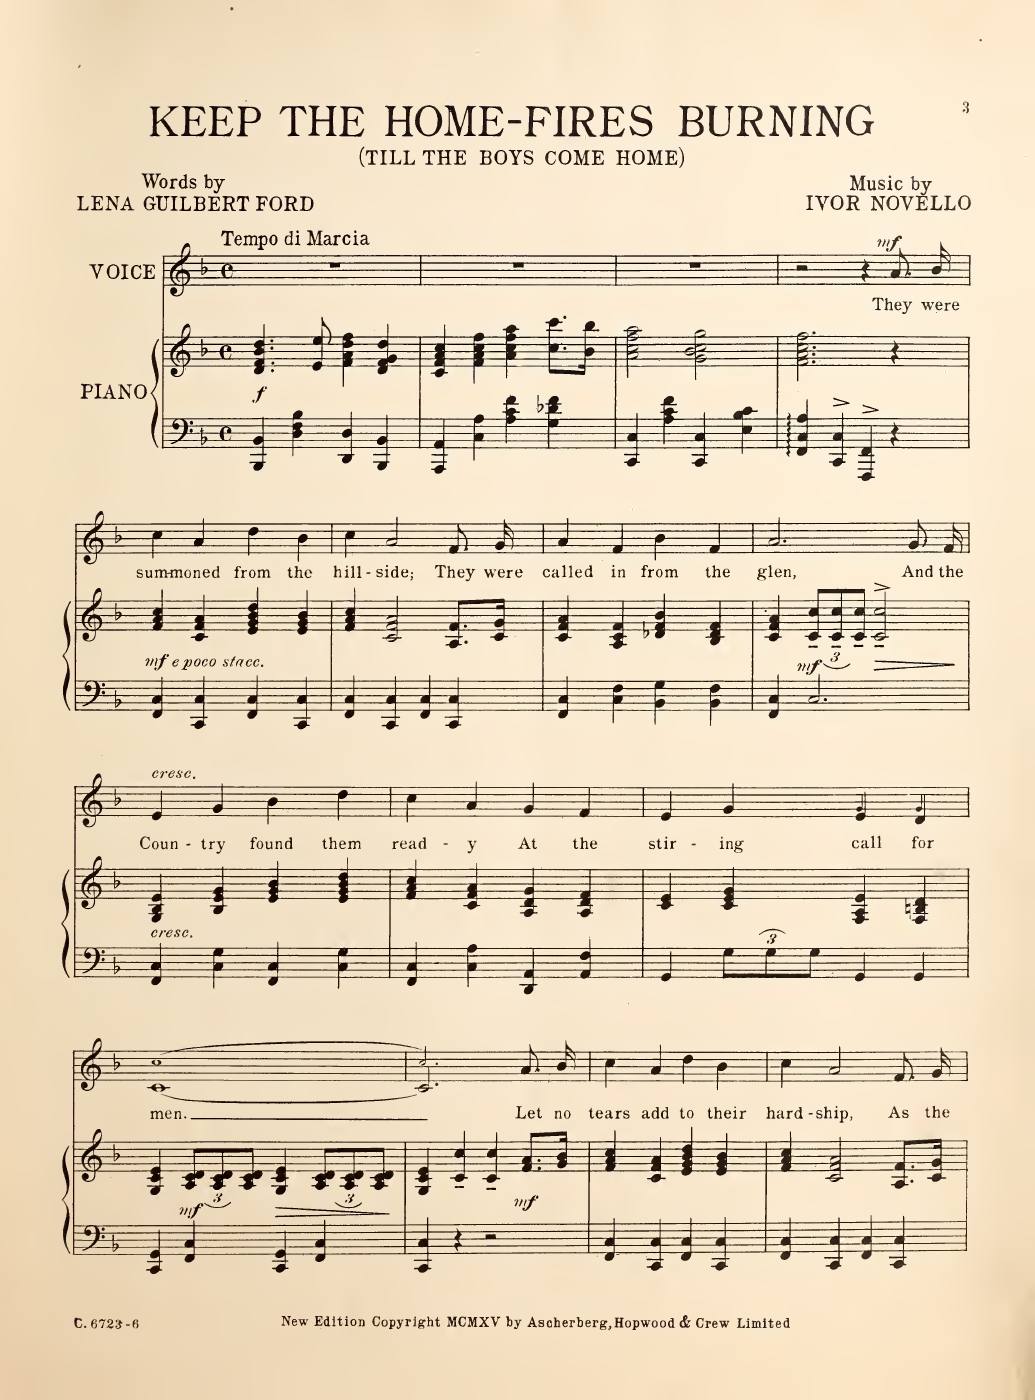 3
KEEP THE HOME-FIRES BURNING
(TILL THE BOYS COME HOME)
Words by
LENA GUILBERT FORD
Music by
IVOR NOVELLO
Tempo di Marcia
mf
VOICE
They were
PIANO
f
summoned from the hill-side; They were called in from the glen, And the
mf e poco stacc.
mf 3
cresc.
Coun - try found them read - y At the stir - ing call for
cresc.
3
men. Let no tears add to their hard-ship, As the
mf 3 3 mf
C. 6723-6
New Edition Copyright MCMXV by Ascherberg, Hopwood & Crew Limited